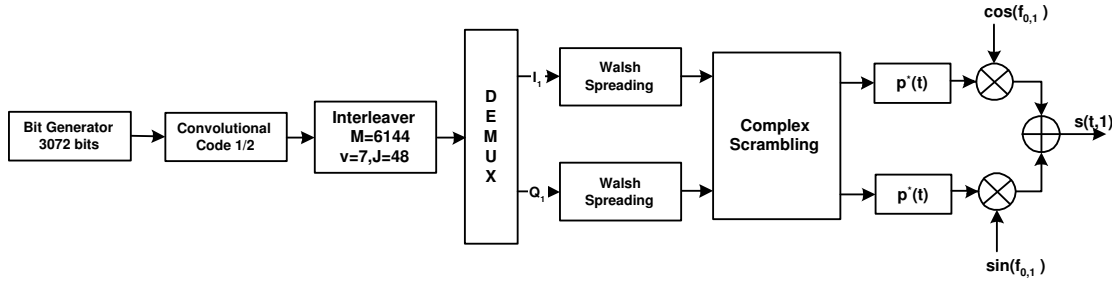 Bit Generator
3072 bits
Convolutional
Code 1/2
Interleaver
M=6144
v=7,J=48
D
E
M
U
X
I₁
Q₁
Walsh
Spreading
Walsh
Spreading
Complex
Scrambling
p*(t)
p*(t)
cos(f₀,₁)
sin(f₀,₁)
s(t,1)